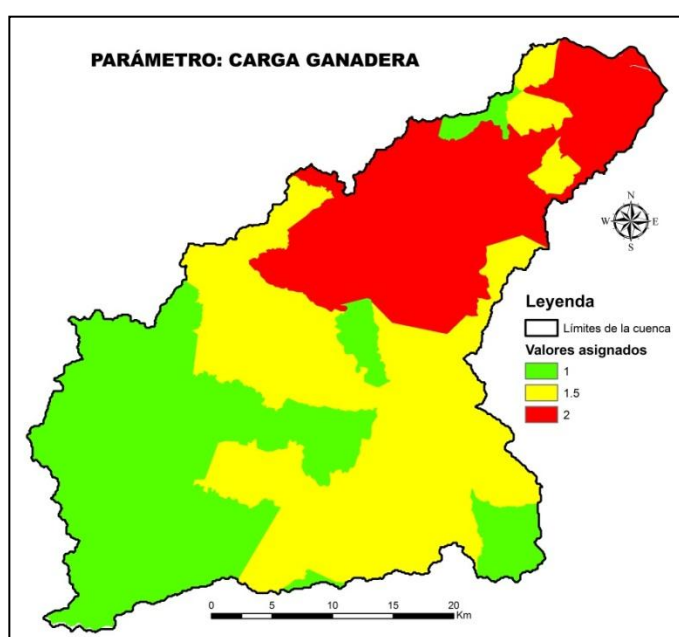 PARÁMETRO: CARGA GANADERA
N
W E
S
Leyenda
Límites de la cuenca
Valores asignados
1
1.5
2
0 5 10 15 20
Km